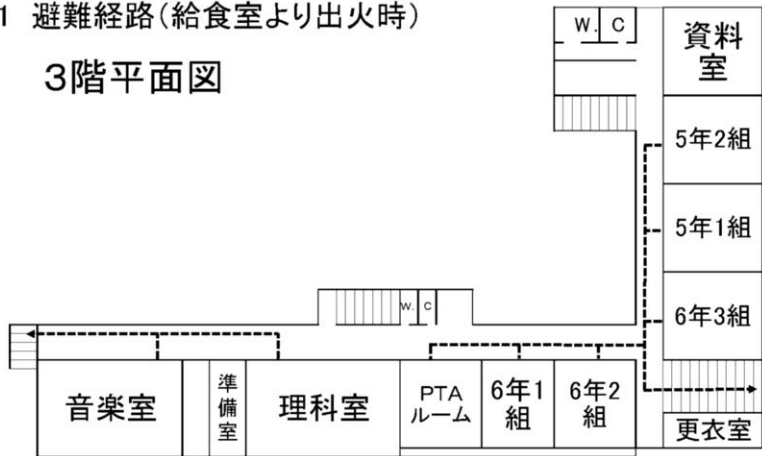 1 避難経路(給食室より出火時)
3階平面図
W. C
資料
室
5年2組
5年1組
6年3組
W. C
音楽室
準
備
室
理科室
PTA
ルーム
6年1
組
6年2
組
更衣室